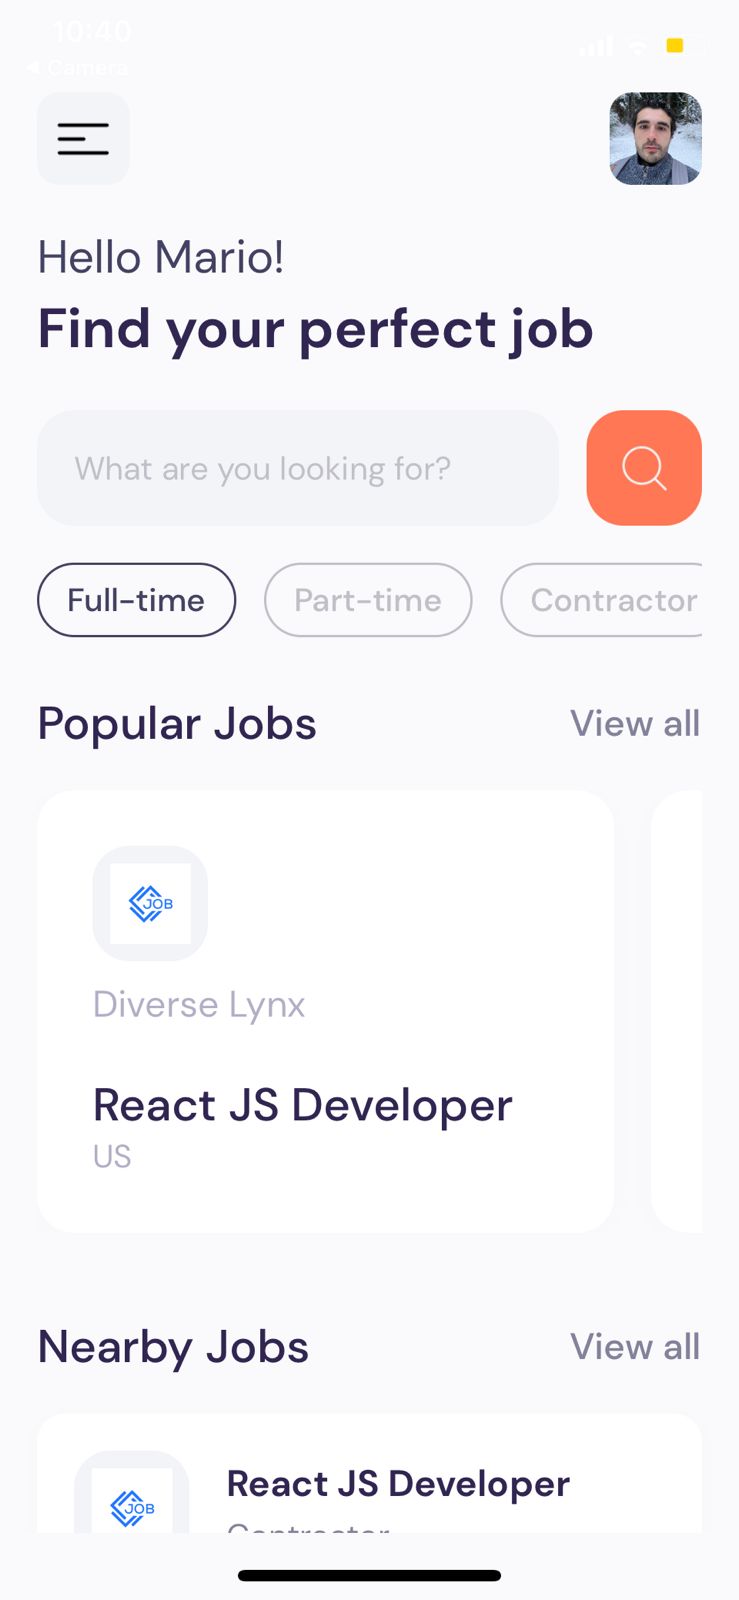 10:40
◀ Camera
Hello Mario!
Find your perfect job
What are you looking for?
Full-time
Part-time
Contractor
Popular Jobs
View all
JOB
Diverse Lynx
React JS Developer
US
Nearby Jobs
View all
JOB
React JS Developer
Contractor